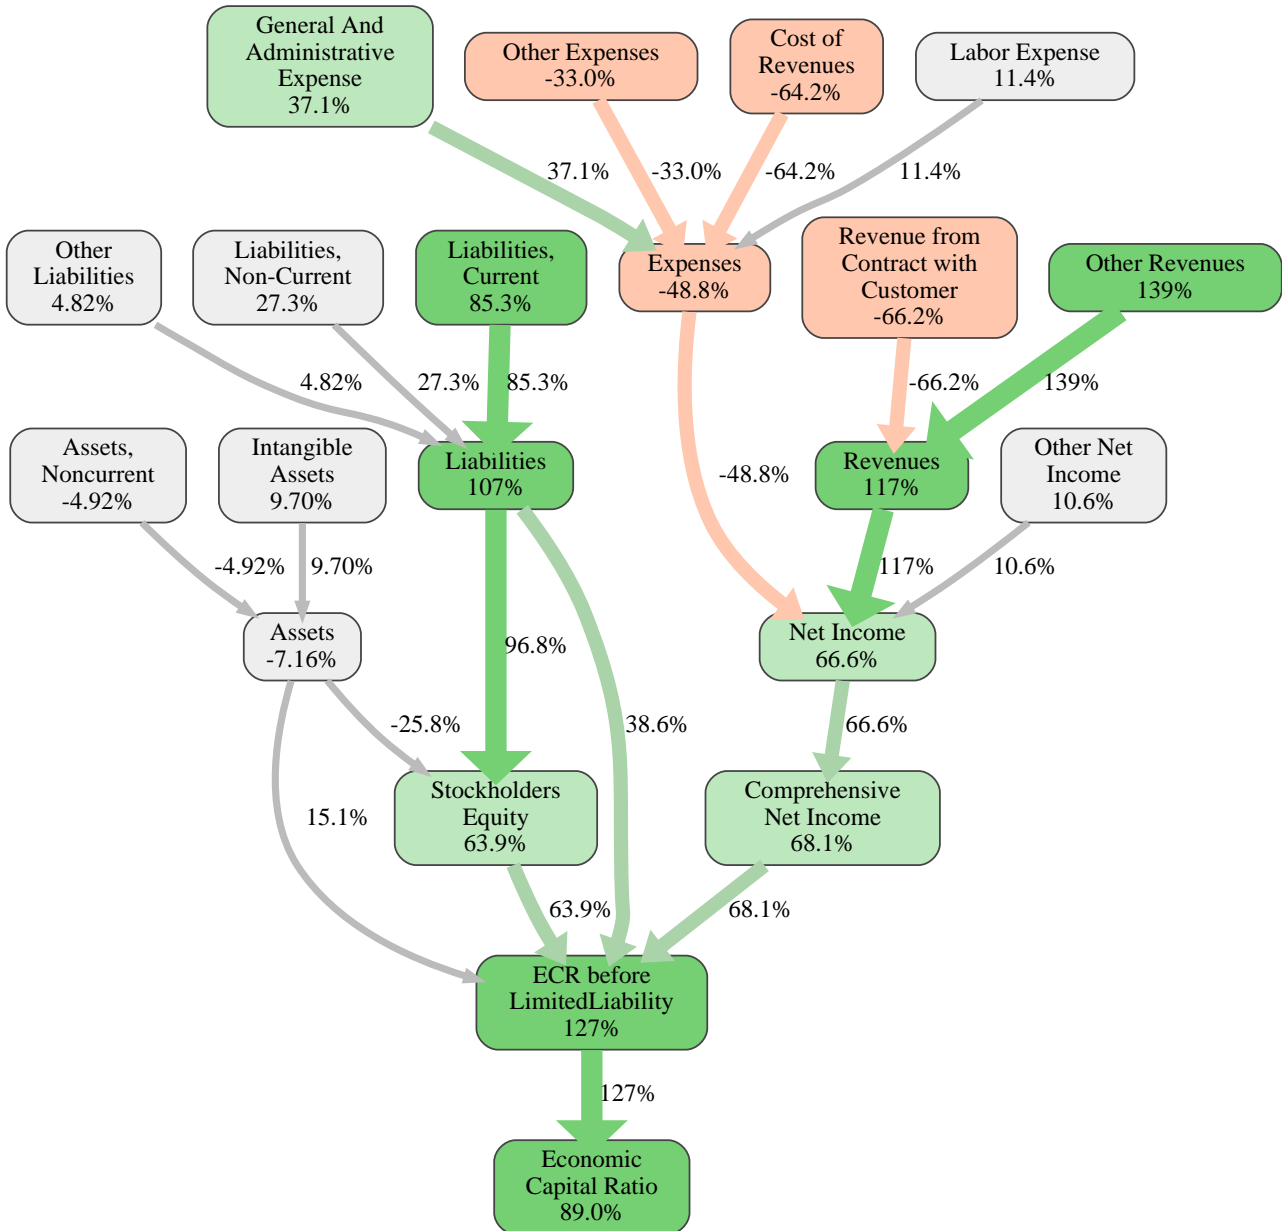 General And
Administrative
Expense
37.1%
Other Expenses
-33.0%
Cost of
Revenues
-64.2%
Labor Expense
11.4%
37.1%
-33.0%
-64.2%
11.4%
Other
Liabilities
4.82%
Liabilities,
Non-Current
27.3%
Liabilities,
Current
85.3%
Expenses
-48.8%
Revenue from
Contract with
Customer
-66.2%
Other Revenues
139%
4.82%
27.3%
85.3%
-66.2%
139%
Assets,
Noncurrent
-4.92%
Intangible
Assets
9.70%
Liabilities
107%
-48.8%
Revenues
117%
Other Net
Income
10.6%
-4.92%
9.70%
117%
10.6%
Assets
-7.16%
96.8%
Net Income
66.6%
-25.8%
38.6%
66.6%
15.1%
Stockholders
Equity
63.9%
Comprehensive
Net Income
68.1%
63.9%
68.1%
ECR before
LimitedLiability
127%
127%
Economic
Capital Ratio
89.0%